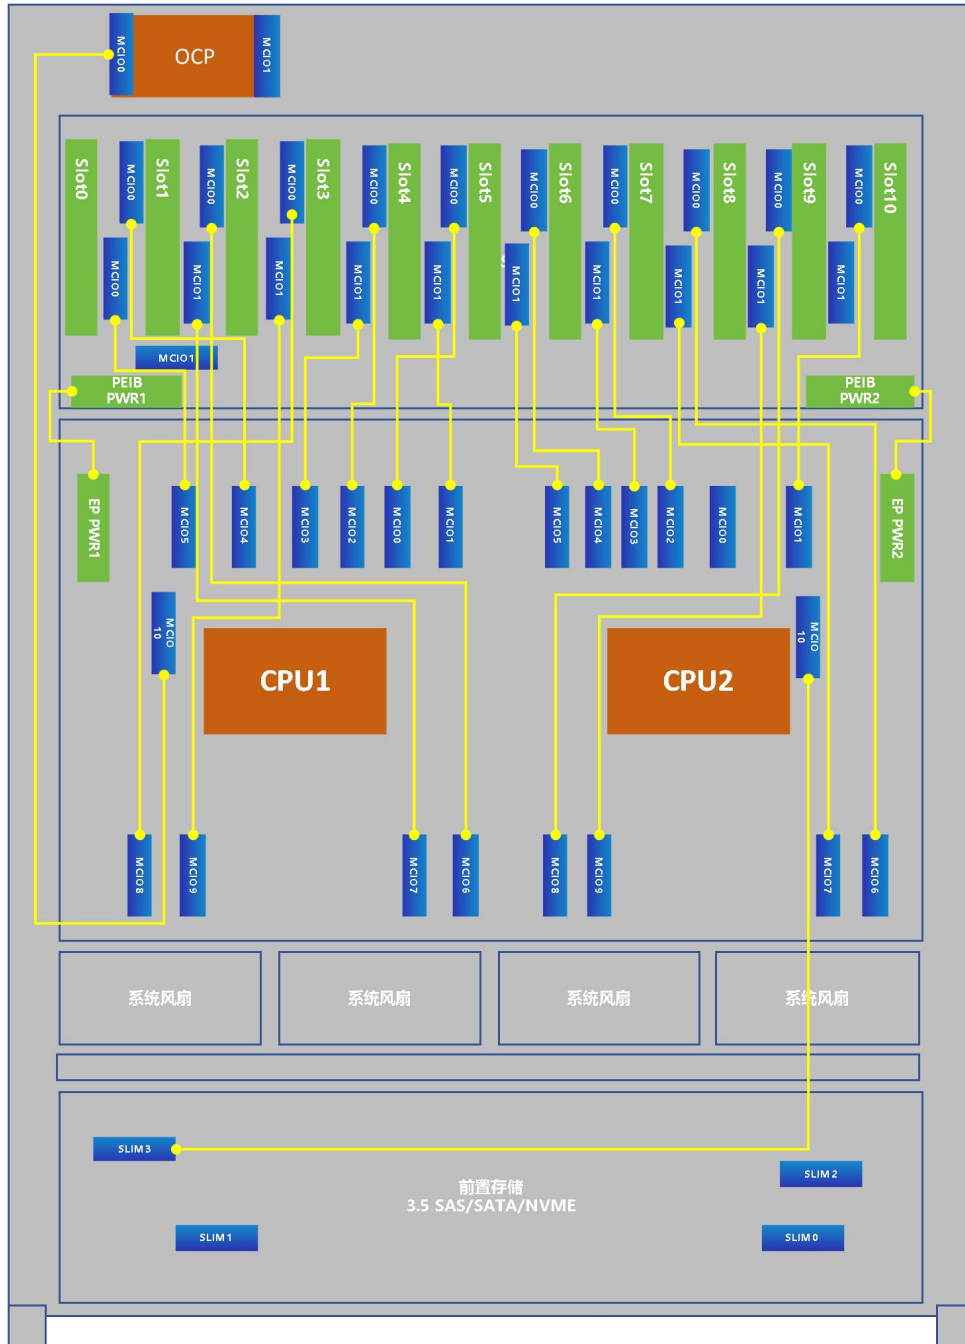 MCIO0
OCP
MCIO1
Slot0
MCIO0
Slot1
MCIO0
Slot2
MCIO0
Slot3
MCIO0
Slot4
MCIO0
Slot5
MCIO0
Slot6
MCIO0
Slot7
MCIO0
Slot8
MCIO0
Slot9
MCIO0
Slot10
MCIO0
MCIO1
MCIO1
MCIO1
MCIO1
MCIO1
MCIO1
MCIO1
MCIO1
MCIO1
MCIO1
PEIB
PWR1
PEIB
PWR2
EP PWR1
MCIO5
MCIO4
MCIO3
MCIO2
MCIO0
MCIO1
MCIO5
MCIO4
MCIO3
MCIO2
MCIO0
MCIO1
EP PWR2
MCIO
10
MCIO
10
CPU1
CPU2
MCIO8
MCIO9
MCIO7
MCIO6
MCIO8
MCIO9
MCIO7
MCIO6
系统风扇
系统风扇
系统风扇
系统风扇
SLIM3
SLIM2
前置存储
3.5 SAS/SATA/NVME
SLIM1
SLIM0